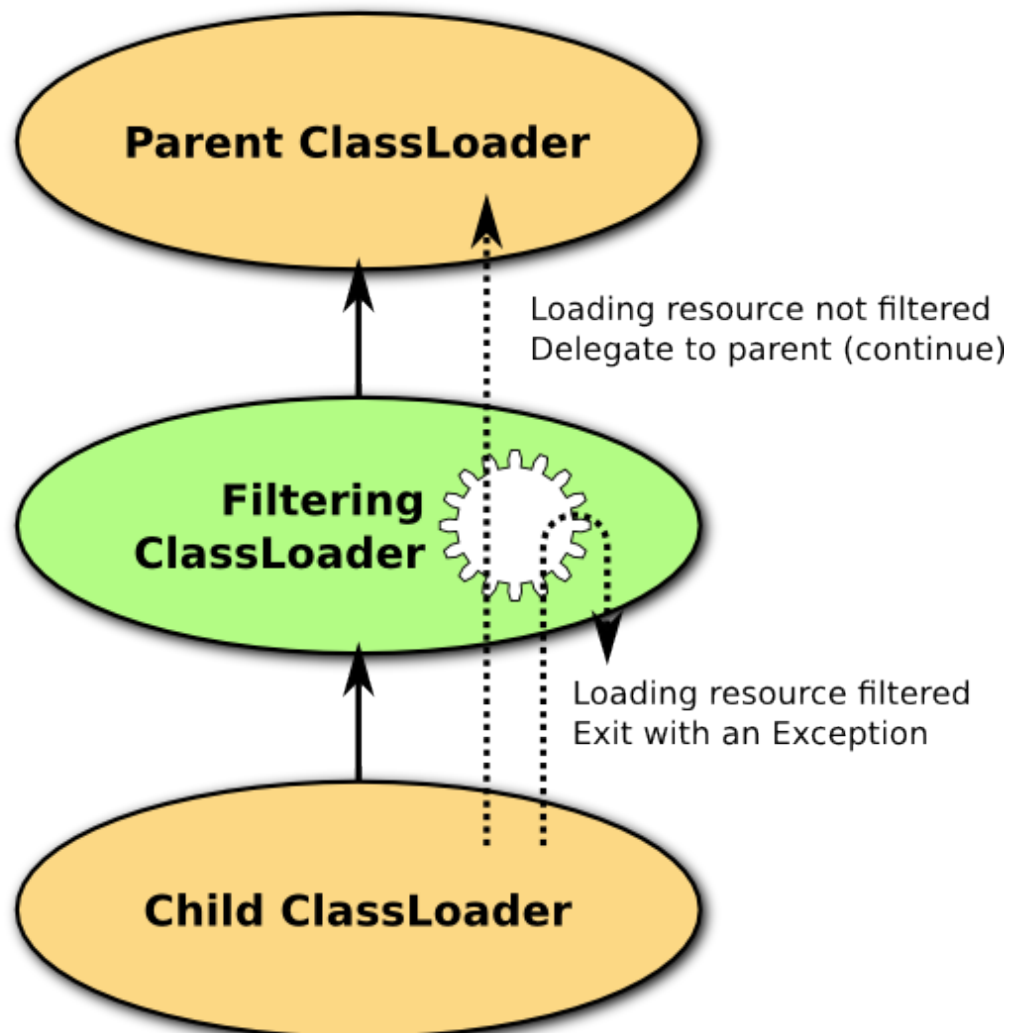 Parent ClassLoader
Loading resource not filtered
Delegate to parent (continue)
Filtering
ClassLoader
Loading resource filtered
Exit with an Exception
Child ClassLoader